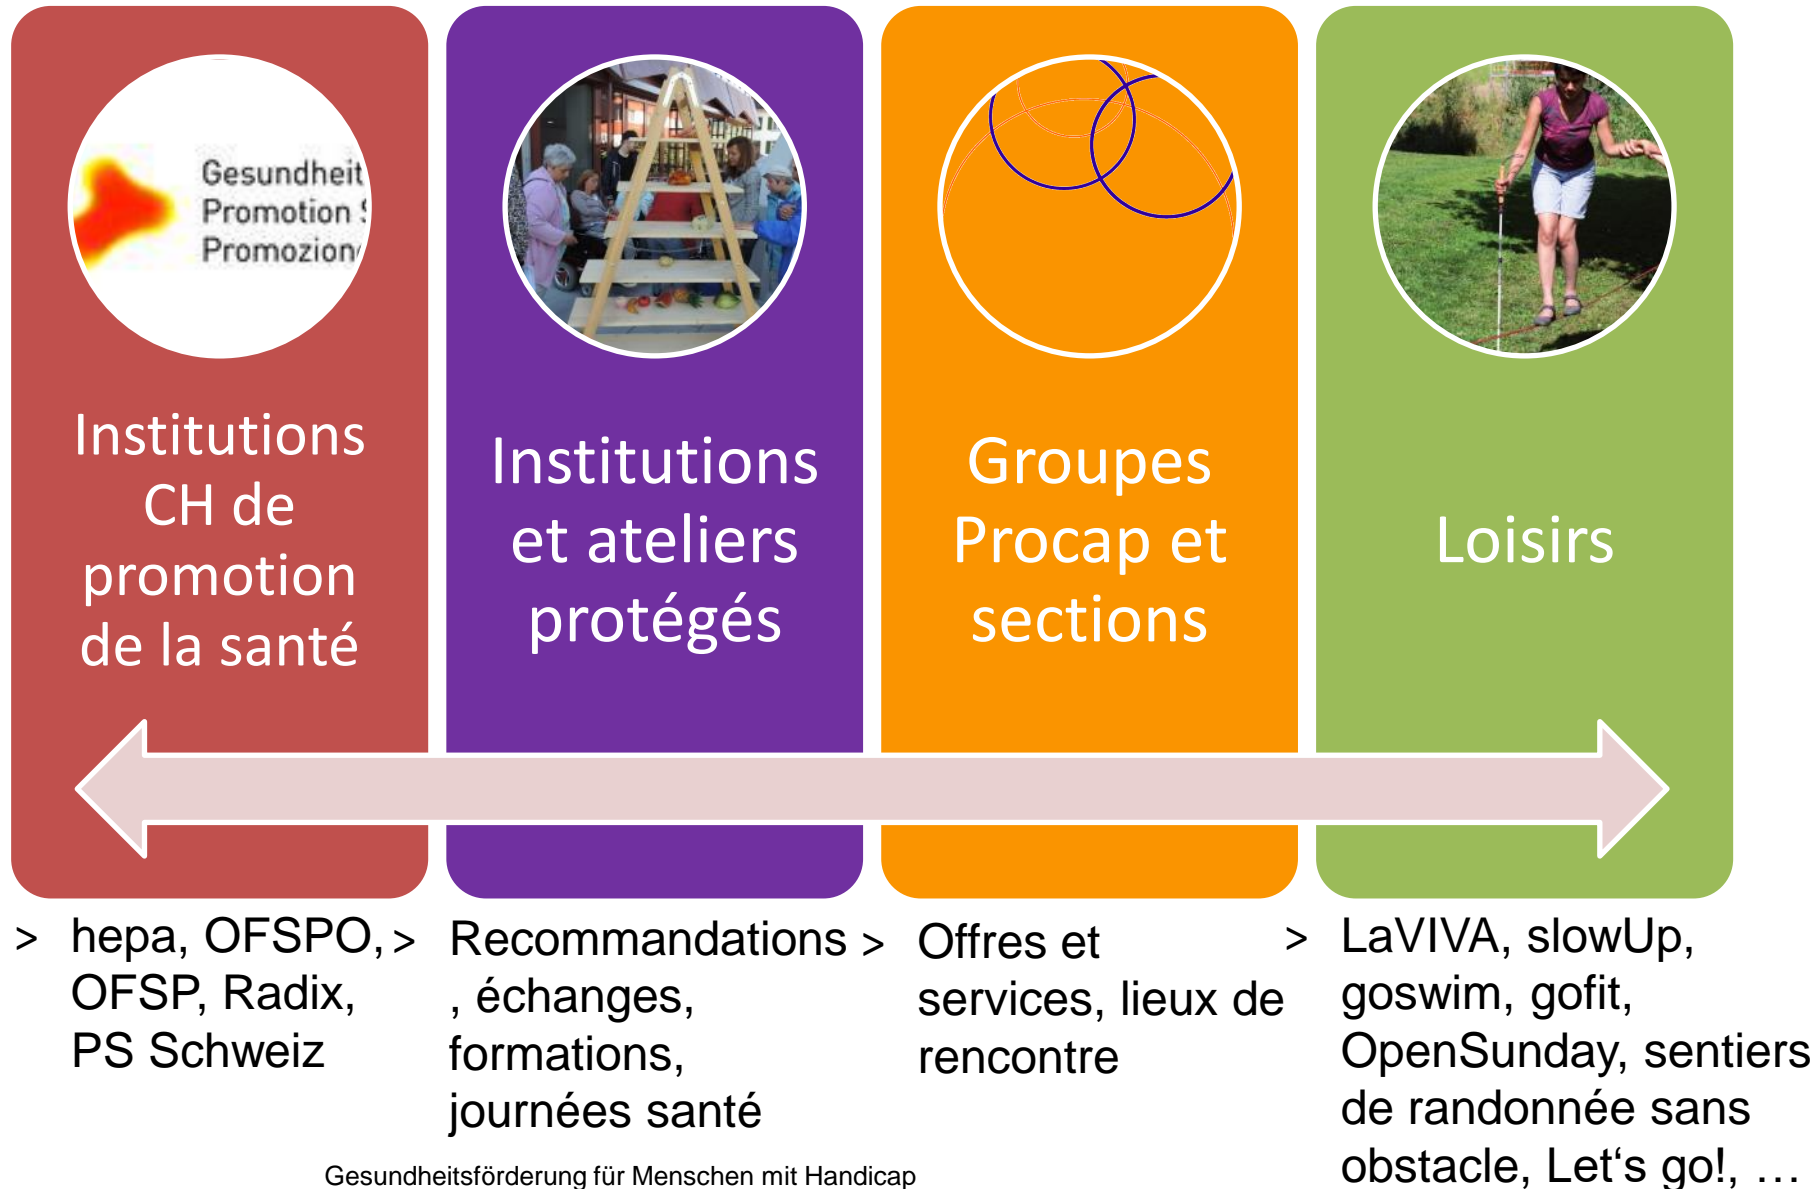 Gesundheit
Promotion
Promozion
Institutions
CH de
promotion
de la santé
Institutions
et ateliers
protégés
Groupes
Procap et
sections
Loisirs
> hepa, OFSPO,
OFSP, Radix,
PS Schweiz
> Recommandations
, échanges,
formations,
journées santé
> Offres et
services, lieux de
rencontre
> LaVIVA, slowUp,
goswim, gofit,
OpenSunday, sentiers
de randonnée sans
obstacle, Let‘s go!, …
Gesundheitsförderung für Menschen mit Handicap